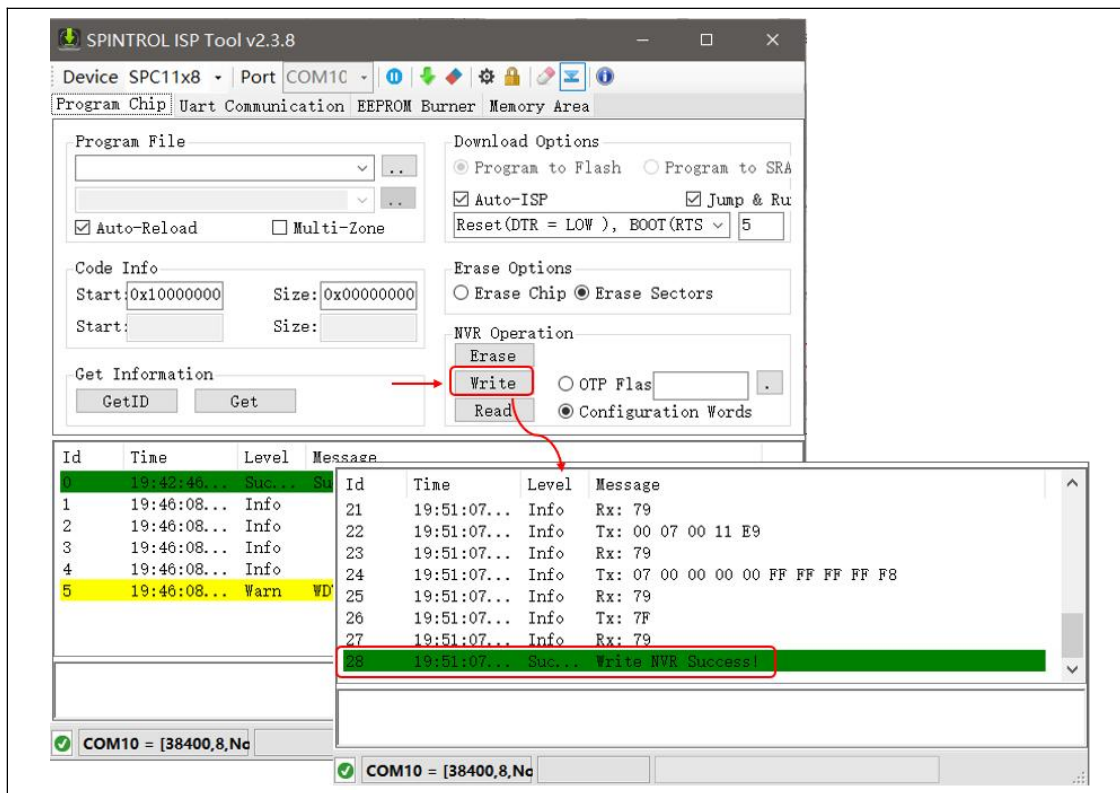 SPINTROL ISP Tool v2.3.8
Device SPC11x8 Port COM10
Program Chip Uart Communication EEPROM Burner Memory Area
Program File
..
..
Auto-Reload Multi-Zone
Download Options
Program to Flash Program to SRA
Auto-ISP Jump & Ru
Reset(DTR = LOW ), BOOT(RTS 5
Code Info
Start:0x10000000 Size:0x00000000
Start: Size:
Erase Options
Erase Chip Erase Sectors
Get Information
GetID Get
NVR Operation
Erase
Write OTP Flas .
Read Configuration Words
Id Time Level Message
0 19:42:46... Suc... Su
1 19:46:08... Info
2 19:46:08... Info
3 19:46:08... Info
4 19:46:08... Info
5 19:46:08... Warn WD
COM10 = [38400,8,No
Id Time Level Message
21 19:51:07... Info Rx: 79
22 19:51:07... Info Tx: 00 07 00 11 E9
23 19:51:07... Info Rx: 79
24 19:51:07... Info Tx: 07 00 00 00 00 FF FF FF FF F8
25 19:51:07... Info Rx: 79
26 19:51:07... Info Tx: 7F
27 19:51:07... Info Rx: 79
28 19:51:07... Suc... Write NVR Success!
COM10 = [38400,8,No